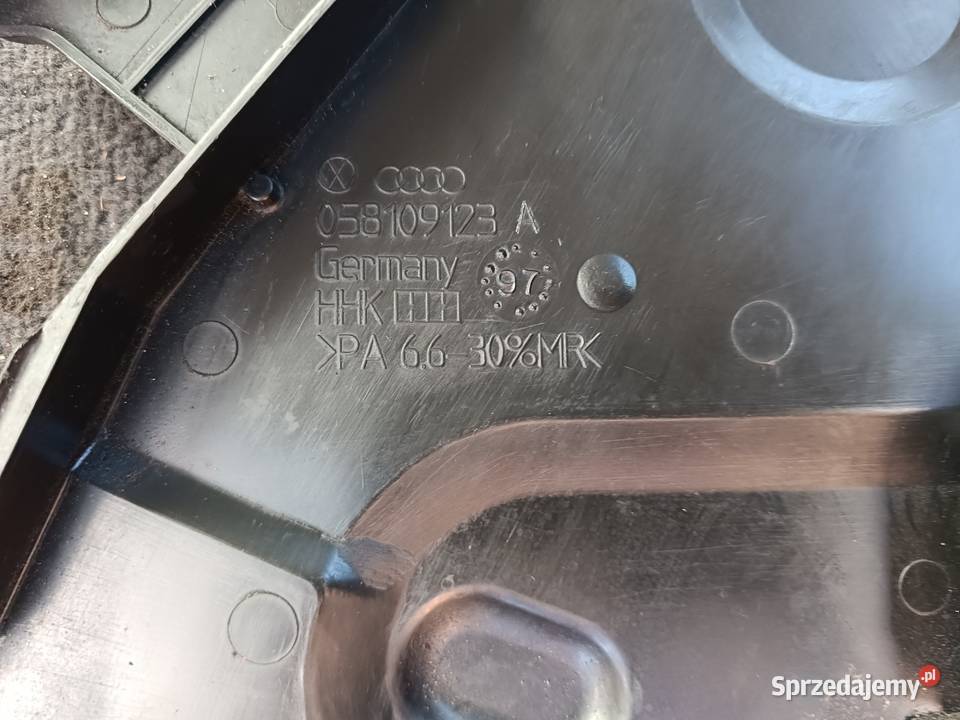 X
058109123 A
Germany
97
HHK
>PA 6.6-30%MR<
Sprzedajemy.pl